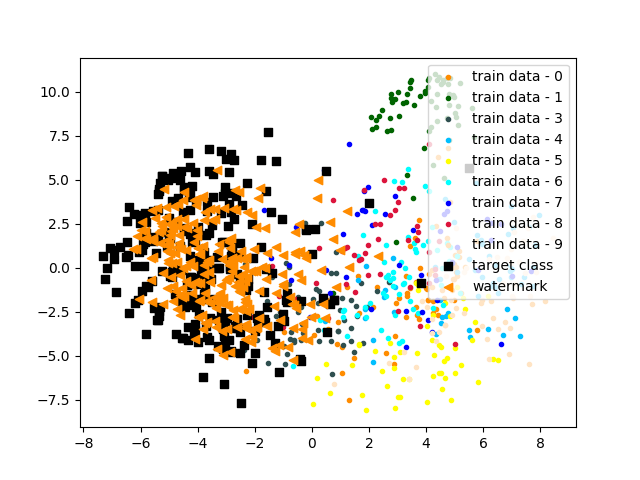 10.0
7.5
5.0
2.5
0.0
−2.5
−5.0
−7.5
−8 −6 −4 −2 0 2 4 6 8
train data - 0
train data - 1
train data - 3
train data - 4
train data - 5
train data - 6
train data - 7
train data - 8
train data - 9
target class
watermark